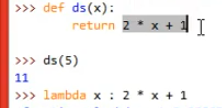 >>> def ds(x):
return 2 * x + 1
>>> ds(5)
11
>>> lambda x : 2 * x + 1